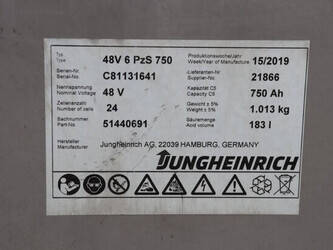 Typ
Type
48V 6 PzS 750
Produktionswoche/Jahr
Week/Year of Manufacture
15/2019
Serien-Nr.
Serial-No.
C81131641
Lieferanten-Nr.
Supplier-No.
21866
Nennspannung
Nominal Voltage
48 V
Kapazität C5
Capacity C5
750 Ah
Zellenanzahl
Number of cells
24
Gewicht ± 5%
Weight ± 5%
1.013 kg
Sachnummer
Partnumber
51440691
Säuremenge
Acid volume
183 l
Hersteller
Manufacturer
Jungheinrich AG, 22039 HAMBURG, GERMANY
JUNGHEINRICH
Pb